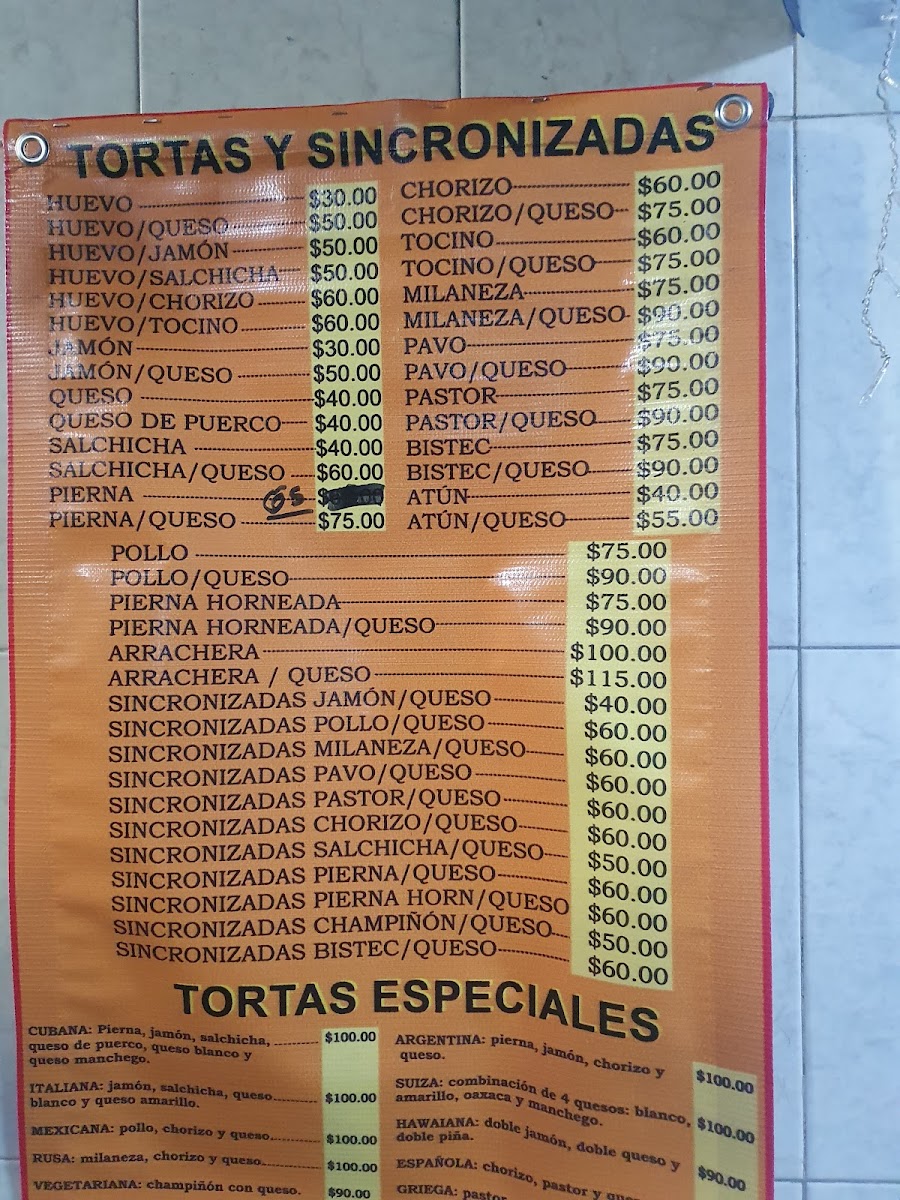 TORTAS Y SINCRONIZADAS
HUEVO $30.00
HUEVO/QUESO $50.00
HUEVO/JAMÓN $50.00
HUEVO/SALCHICHA $50.00
HUEVO/CHORIZO $60.00
HUEVO/TOCINO $60.00
JAMÓN $30.00
JAMÓN/QUESO $50.00
QUESO $40.00
QUESO DE PUERCO $40.00
SALCHICHA $40.00
SALCHICHA/QUESO $60.00
PIERNA 65 $
PIERNA/QUESO $75.00
CHORIZO $60.00
CHORIZO/QUESO $75.00
TOCINO $60.00
TOCINO/QUESO $75.00
MILANEZA $75.00
MILANEZA/QUESO $90.00
PAVO $75.00
PAVO/QUESO $90.00
PASTOR $75.00
PASTOR/QUESO $90.00
BISTEC $75.00
BISTEC/QUESO $90.00
ATÚN $40.00
ATÚN/QUESO $55.00
POLLO $75.00
POLLO/QUESO $90.00
PIERNA HORNEADA $75.00
PIERNA HORNEADA/QUESO $90.00
ARRACHERA $100.00
ARRACHERA / QUESO $115.00
SINCRONIZADAS JAMÓN/QUESO $40.00
SINCRONIZADAS POLLO/QUESO $60.00
SINCRONIZADAS MILANEZA/QUESO $60.00
SINCRONIZADAS PAVO/QUESO $60.00
SINCRONIZADAS PASTOR/QUESO $60.00
SINCRONIZADAS CHORIZO/QUESO $60.00
SINCRONIZADAS SALCHICHA/QUESO $50.00
SINCRONIZADAS PIERNA/QUESO $60.00
SINCRONIZADAS PIERNA HORN/QUESO $60.00
SINCRONIZADAS CHAMPIÑÓN/QUESO $50.00
SINCRONIZADAS BISTEC/QUESO $60.00
TORTAS ESPECIALES
CUBANA: Pierna, jamón, salchicha, $100.00
queso de puerco, queso blanco y
queso manchego.
ITALIANA: jamón, salchicha, queso $100.00
blanco y queso amarillo.
MEXICANA: pollo, chorizo y queso $100.00
RUSA: milaneza, chorizo y queso $100.00
VEGETARIANA: champiñón con queso. $90.00
ARGENTINA: pierna, jamón, chorizo y $100.00
queso.
SUIZA: combinación de 4 quesos: blanco, $100.00
amarillo, oaxaca y manchego.
HAWAIANA: doble jamón, doble queso y $90.00
doble piña.
ESPAÑOLA: chorizo, pastor y
GRIEGA: pastor